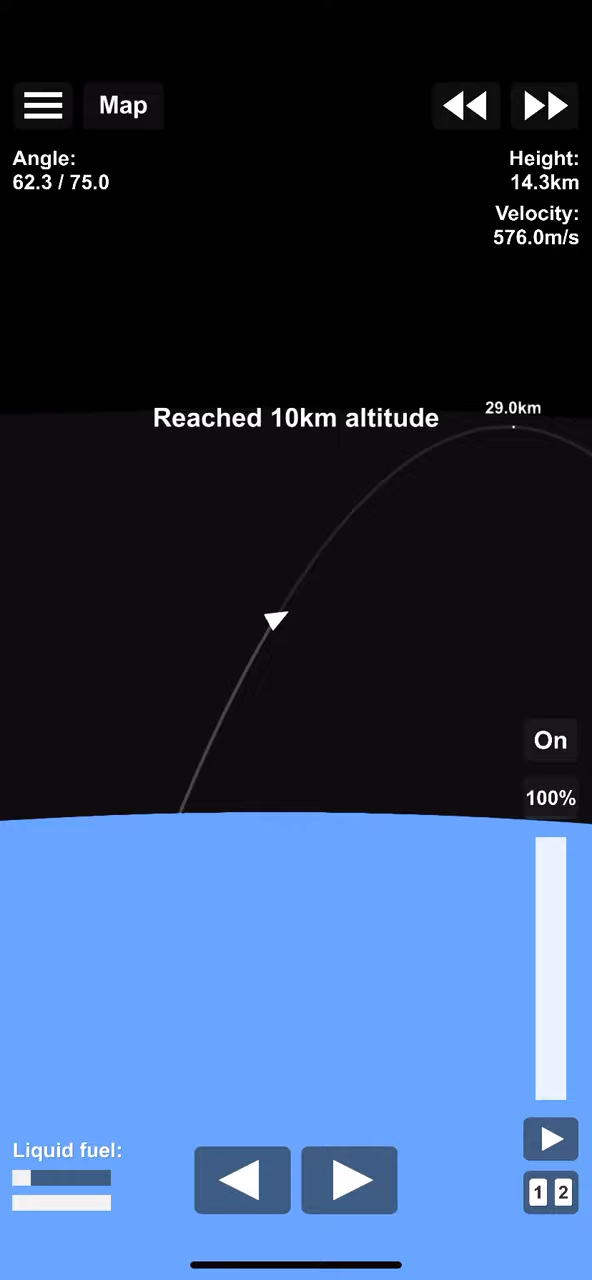 Map
Angle:
62.3 / 75.0
Height:
14.3km
Velocity:
576.0m/s
Reached 10km altitude
29.0km
On
100%
Liquid fuel:
1 2